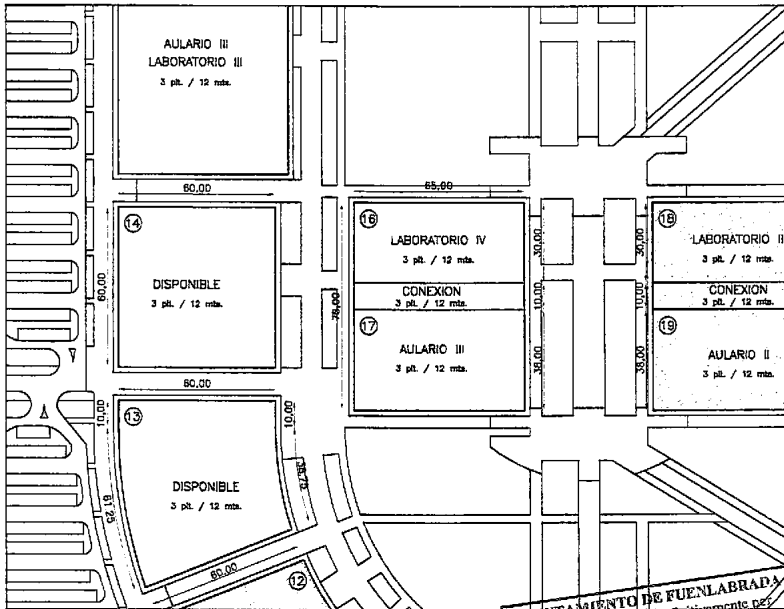 AULARIO III
LABORATORIO III
3 plt. / 12 mts.
60,00
65,00
14
DISPONIBLE
3 plt. / 12 mts.
60,00
16
LABORATORIO IV
3 plt. / 12 mts.
30,00
30,00
18
LABORATORIO II
3 plt. / 12 mts.
78,00
CONEXION
3 plt. / 12 mts.
10,00
10,00
CONEXION
3 plt. / 12 mts.
17
AULARIO III
3 plt. / 12 mts.
38,00
38,00
19
AULARIO II
3 plt. / 12 mts.
60,00
10,00
13
10,00
DISPONIBLE
3 plt. / 12 mts.
61,25
60,00
12
TAMIENTO DE FUENLABRADA